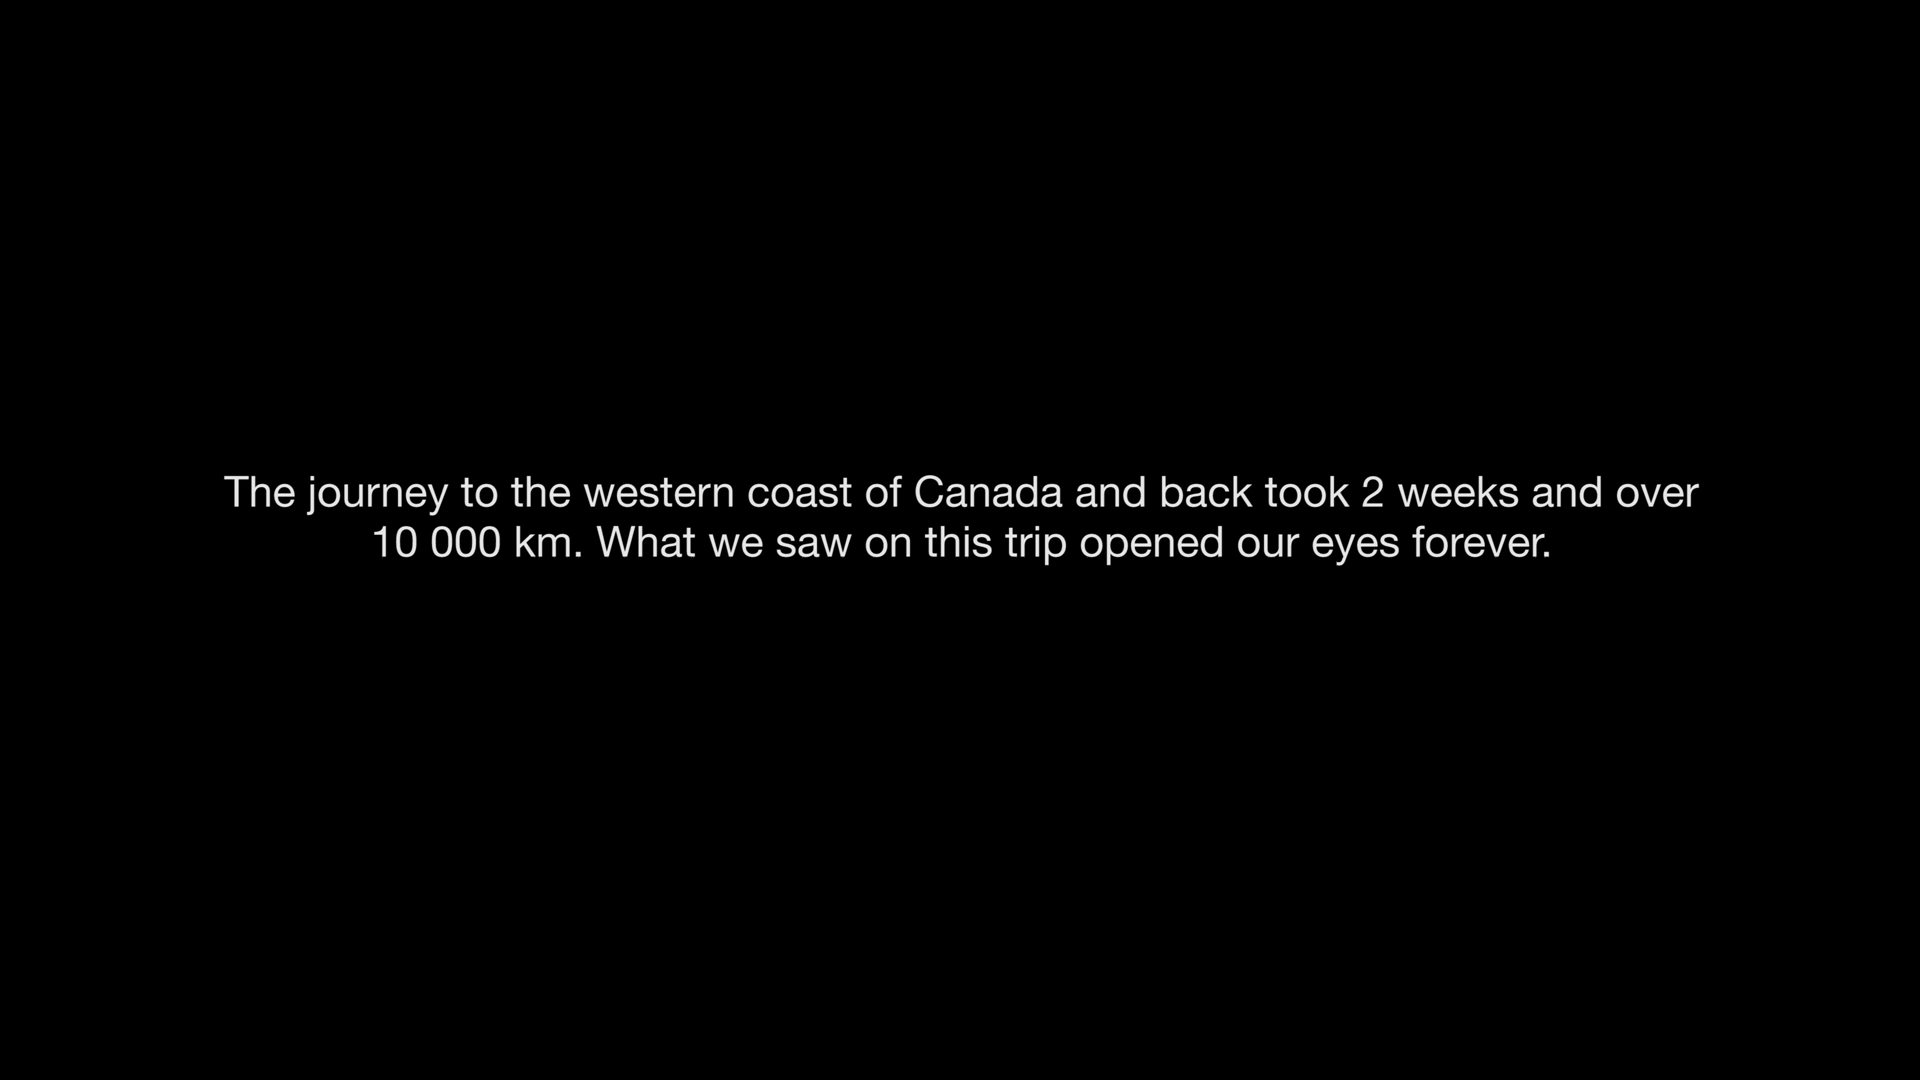 The journey to the western coast of Canada and back took 2 weeks and over
10 000 km. What we saw on this trip opened our eyes forever.